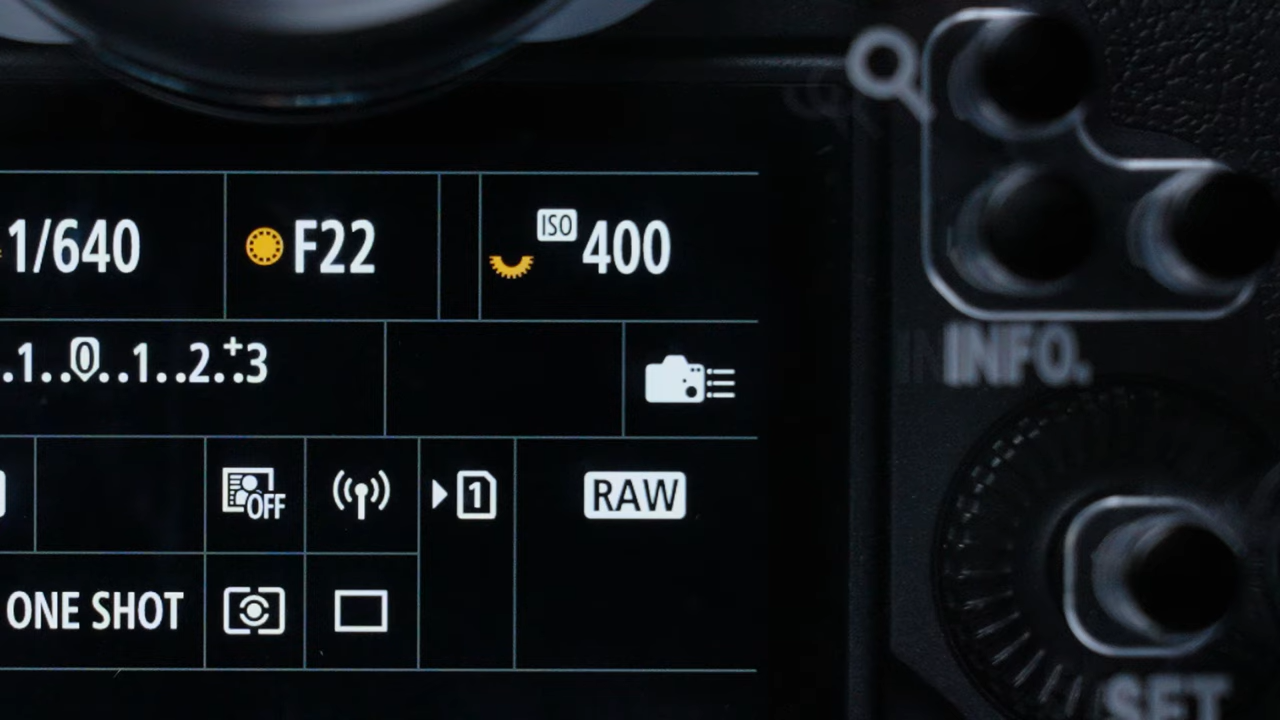 1/640 F22 ISO 400
.1..0..1..2.+.3
OFF 1 RAW
ONE SHOT
INFO.
SET